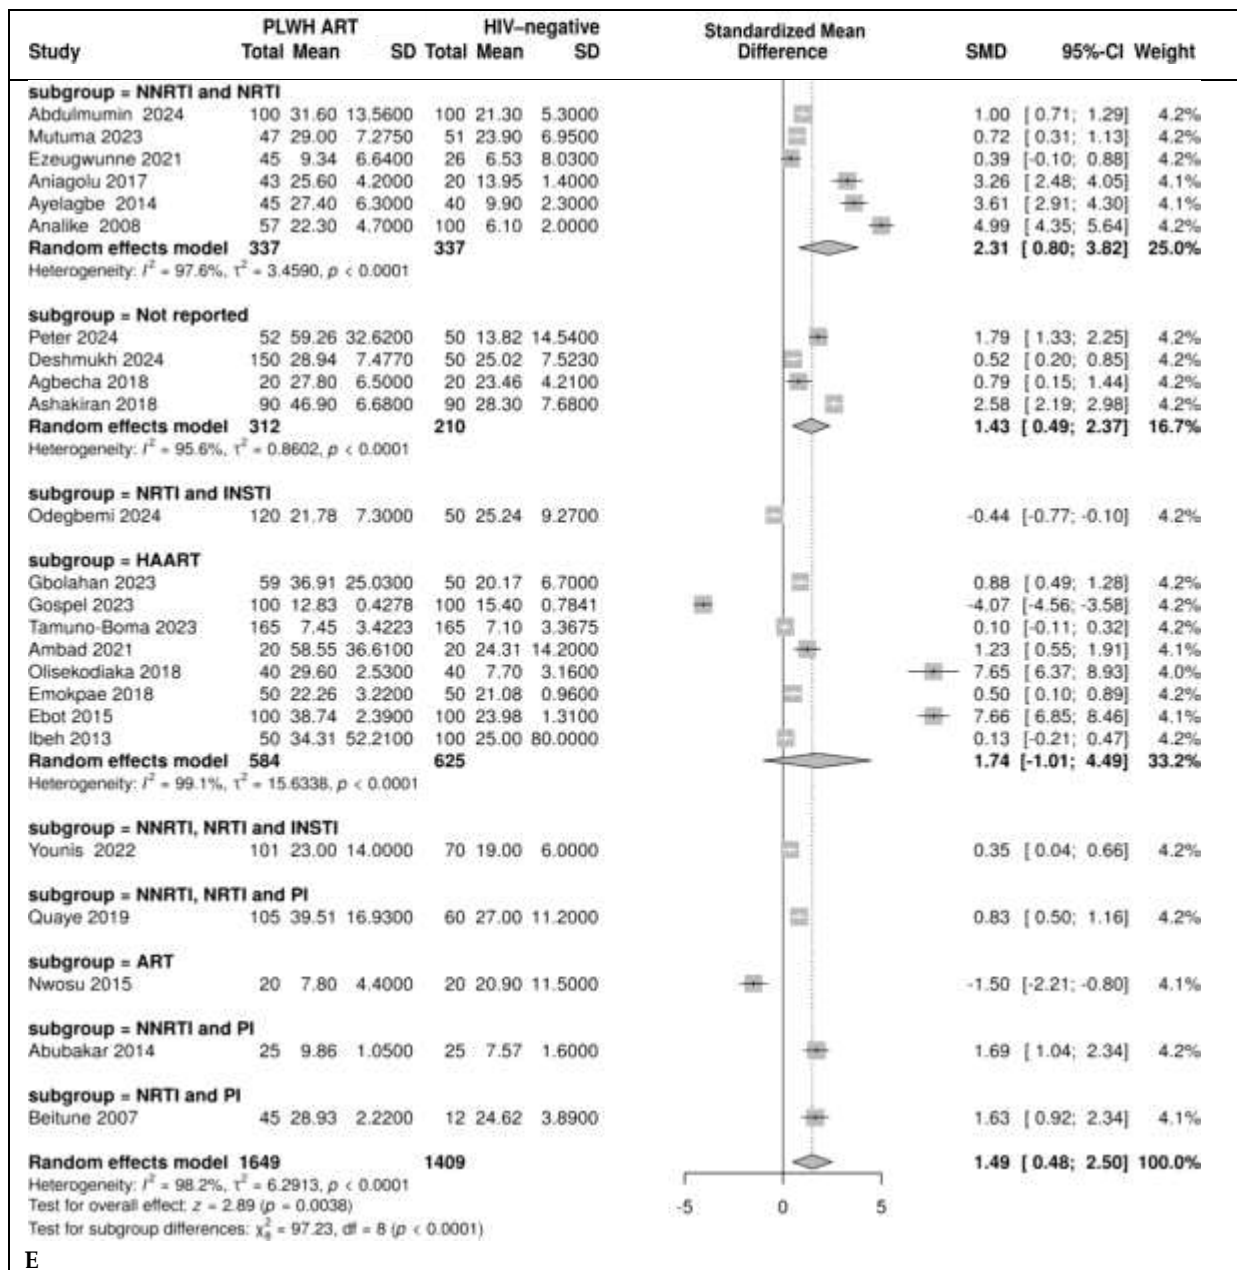 PLWH ART HIV–negative Standardized Mean
Study Total Mean SD Total Mean SD Difference SMD 95%-CI Weight
subgroup = NNRTI and NRTI
Abdulmumin 2024 100 31.60 13.5600 100 21.30 5.3000 1.00 [0.71; 1.29] 4.2%
Mutuma 2023 47 29.00 7.2750 51 23.90 6.9500 0.72 [0.31; 1.13] 4.2%
Ezeugwunne 2021 45 9.34 6.6400 26 6.53 8.0300 0.39 [-0.10; 0.88] 4.2%
Aniagolu 2017 43 25.60 4.2000 20 13.95 1.4000 3.26 [2.48; 4.05] 4.1%
Ayelagbe 2014 45 27.40 6.3000 40 9.90 2.3000 3.61 [2.91; 4.30] 4.1%
Analike 2008 57 22.30 4.7000 100 6.10 2.0000 4.99 [4.35; 5.64] 4.2%
Random effects model 337 337 2.31 [0.80; 3.82] 25.0%
Heterogeneity: I² = 97.6%, τ² = 3.4590, p < 0.0001
subgroup = Not reported
Peter 2024 52 59.26 32.6200 50 13.82 14.5400 1.79 [1.33; 2.25] 4.2%
Deshmukh 2024 150 28.94 7.4770 50 25.02 7.5230 0.52 [0.20; 0.85] 4.2%
Agbecha 2018 20 27.80 6.5000 20 23.46 4.2100 0.79 [0.15; 1.44] 4.2%
Ashakiran 2018 90 46.90 6.6800 90 28.30 7.6800 2.58 [2.19; 2.98] 4.2%
Random effects model 312 210 1.43 [0.49; 2.37] 16.7%
Heterogeneity: I² = 95.6%, τ² = 0.8602, p < 0.0001
subgroup = NRTI and INSTI
Odegbemi 2024 120 21.78 7.3000 50 25.24 9.2700 -0.44 [-0.77; -0.10] 4.2%
subgroup = HAART
Gbolahan 2023 59 36.91 25.0300 50 20.17 6.7000 0.88 [0.49; 1.28] 4.2%
Gospel 2023 100 12.83 0.4278 100 15.40 0.7841 -4.07 [-4.56; -3.58] 4.2%
Tamuno-Boma 2023 165 7.45 3.4223 165 7.10 3.3675 0.10 [-0.11; 0.32] 4.2%
Ambad 2021 20 58.55 36.6100 20 24.31 14.2000 1.23 [0.55; 1.91] 4.1%
Olisekodiaka 2018 40 29.60 2.5300 40 7.70 3.1600 7.65 [6.37; 8.93] 4.0%
Emokpae 2018 50 22.26 3.2200 50 21.08 0.9600 0.50 [0.10; 0.89] 4.2%
Ebot 2015 100 38.74 2.3900 100 23.98 1.3100 7.66 [6.85; 8.46] 4.1%
Ibeh 2013 50 34.31 52.2100 100 25.00 80.0000 0.13 [-0.21; 0.47] 4.2%
Random effects model 584 625 1.74 [-1.01; 4.49] 33.2%
Heterogeneity: I² = 99.1%, τ² = 15.6338, p < 0.0001
subgroup = NNRTI, NRTI and INSTI
Younis 2022 101 23.00 14.0000 70 19.00 6.0000 0.35 [0.04; 0.66] 4.2%
subgroup = NNRTI, NRTI and PI
Quaye 2019 105 39.51 16.9300 60 27.00 11.2000 0.83 [0.50; 1.16] 4.2%
subgroup = ART
Nwosu 2015 20 7.80 4.4000 20 20.90 11.5000 -1.50 [-2.21; -0.80] 4.1%
subgroup = NNRTI and PI
Abubakar 2014 25 9.86 1.0500 25 7.57 1.6000 1.69 [1.04; 2.34] 4.2%
subgroup = NRTI and PI
Beitune 2007 45 28.93 2.2200 12 24.62 3.8900 1.63 [0.92; 2.34] 4.1%
Random effects model 1649 1409 1.49 [0.48; 2.50] 100.0%
Heterogeneity: I² = 98.2%, τ² = 6.2913, p < 0.0001
Test for overall effect: z = 2.89 (p = 0.0038) -5 0 5
Test for subgroup differences: χ²₈ = 97.23, df = 8 (p < 0.0001)
E